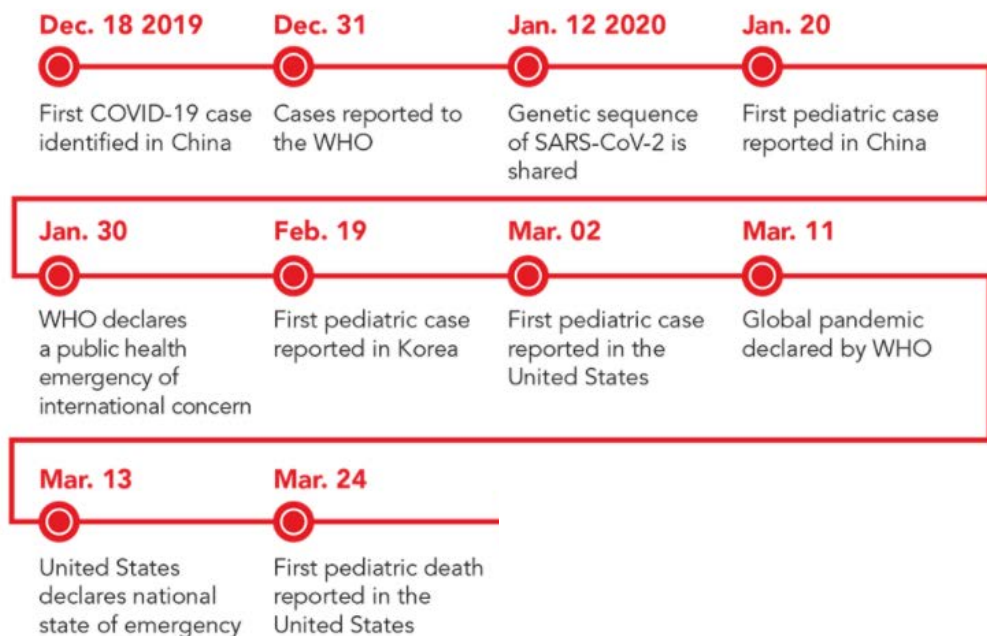 Dec. 18 2019
First COVID-19 case
identified in China
Dec. 31
Cases reported to
the WHO
Jan. 12 2020
Genetic sequence
of SARS-CoV-2 is
shared
Jan. 20
First pediatric case
reported in China
Jan. 30
WHO declares
a public health
emergency of
international concern
Feb. 19
First pediatric case
reported in Korea
Mar. 02
First pediatric case
reported in the
United States
Mar. 11
Global pandemic
declared by WHO
Mar. 13
United States
declares national
state of emergency
Mar. 24
First pediatric death
reported in the
United States